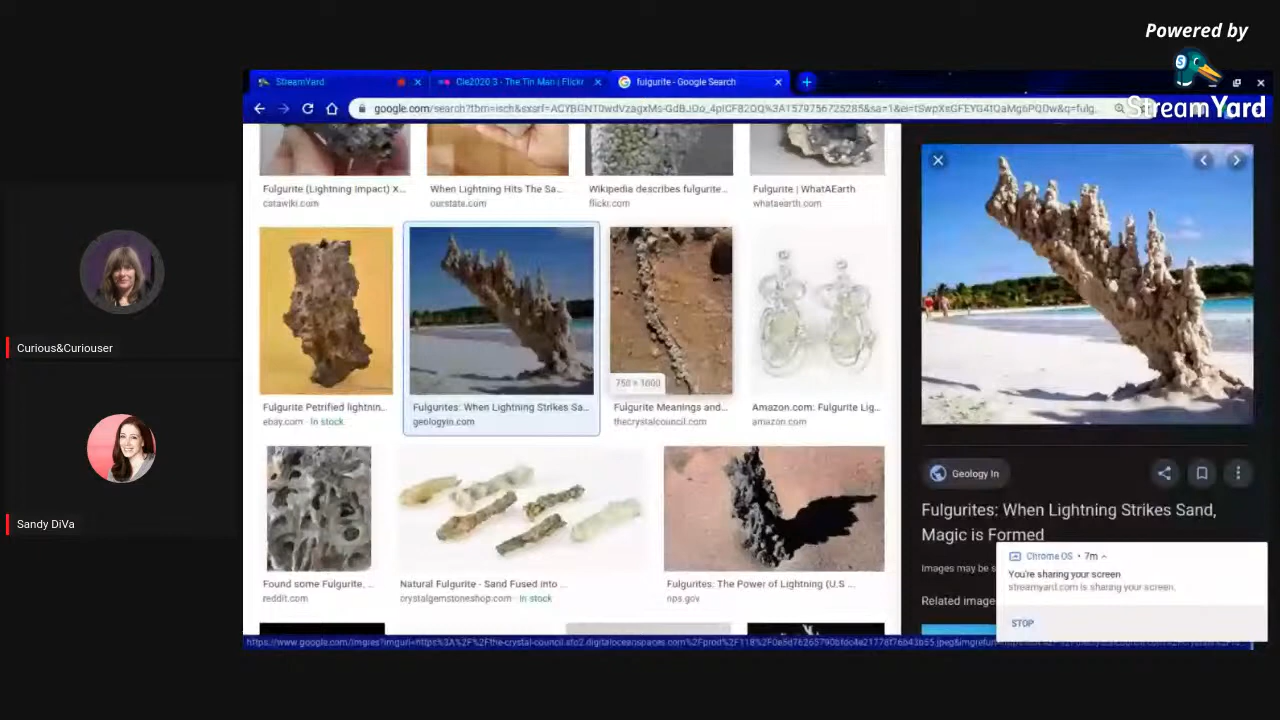 Powered by
StreamYard
StreamYard
Cle2020 3 - The Tin Man | Flickr
fulgurite - Google Search
Fulgurite (Lightning Impact) X...
catawiki.com
When Lightning Hits The Sa...
ourstate.com
Wikipedia describes fulgurite...
flickr.com
Fulgurite | WhatAEarth
whataearth.com
Fulgurite Petrified lightnin...
ebay.com · In stock
Fulgurites: When Lightning Strikes Sa...
geologyin.com
Fulgurite Meanings and...
thecrystalcouncil.com
Amazon.com: Fulgurite Lig...
amazon.com
Found some Fulgurite. ...
reddit.com
Natural Fulgurite - Sand Fused into ...
crystalgemstoneshop.com · In stock
Fulgurites: The Power of Lightning (U.S ...
nps.gov
Geology In
Fulgurites: When Lightning Strikes Sand,
Magic is Formed
Images may be s
Related image
Chrome OS · 7m
You're sharing your screen
streamyard.com is sharing your screen.
STOP
Curious&Curiouser
Sandy DiVa